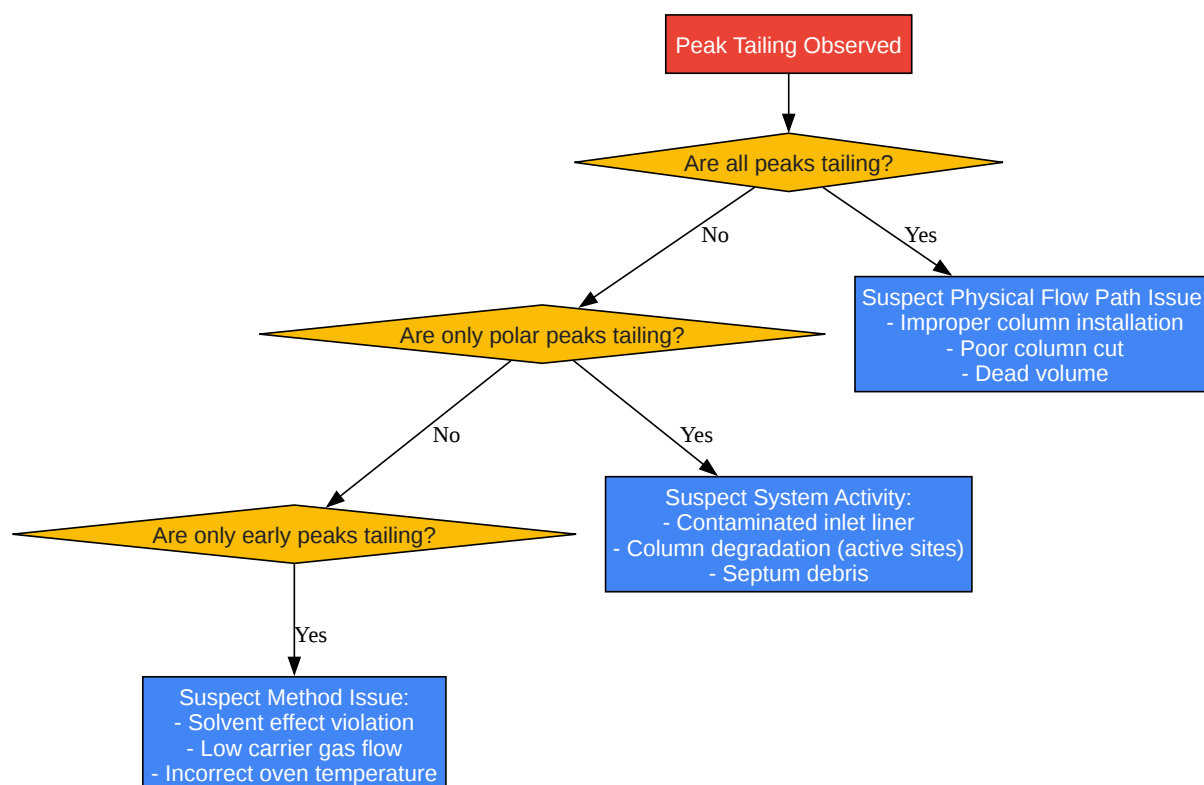 Peak Tailing Observed
Are all peaks tailing?
No
Yes
Suspect Physical Flow Path Issue
- Improper column installation
- Poor column cut
- Dead volume
Are only polar peaks tailing?
No
Yes
Suspect System Activity:
- Contaminated inlet liner
- Column degradation (active sites)
- Septum debris
Are only early peaks tailing?
Yes
Suspect Method Issue:
- Solvent effect violation
- Low carrier gas flow
- Incorrect oven temperature